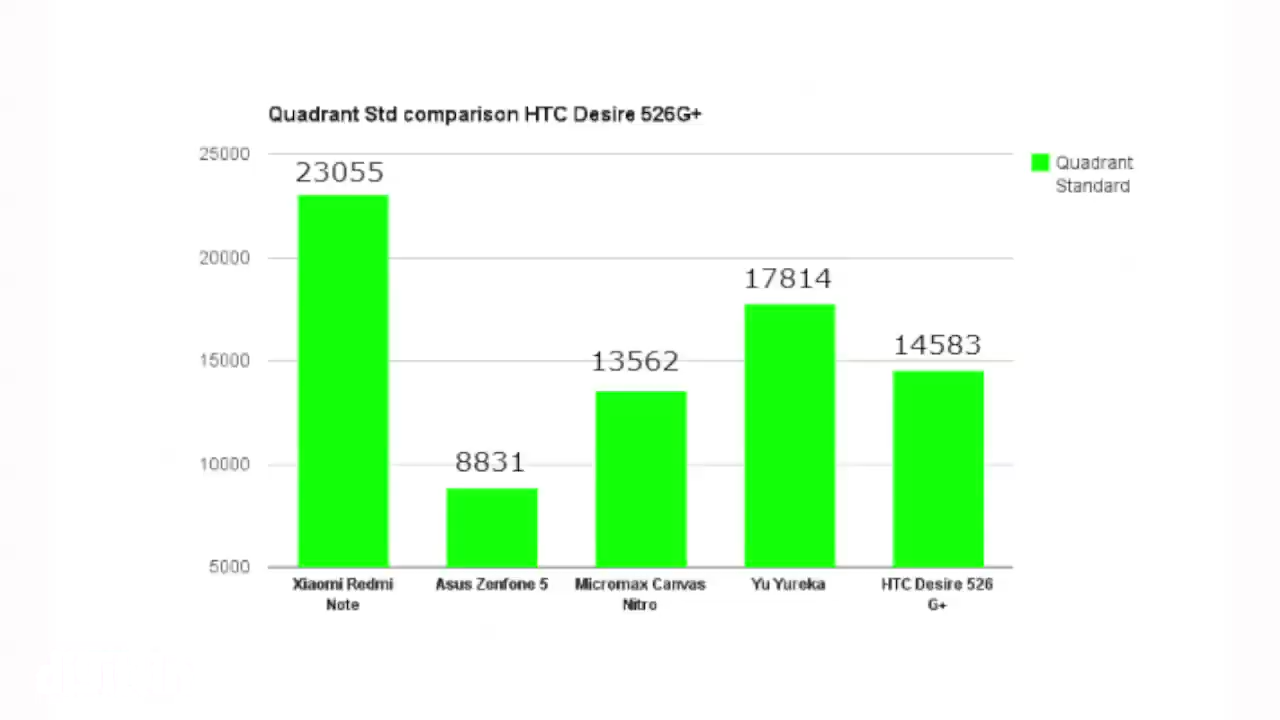 Quadrant Std comparison HTC Desire 526G+
25000
23055
Quadrant
Standard
20000
17814
15000
13562
14583
10000
8831
5000
Xiaomi Redmi
Note
Asus Zenfone 5
Micromax Canvas
Nitro
Yu Yureka
HTC Desire 526
G+